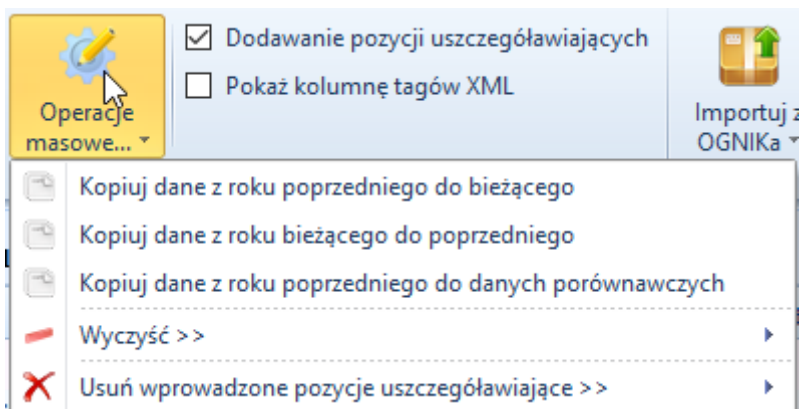 Dodawanie pozycji uszczegóławiających
Pokaż kolumnę tagów XML
Operacje
masowe...
Importuj z
OGNIKa
Kopiuj dane z roku poprzedniego do bieżącego
Kopiuj dane z roku bieżącego do poprzedniego
Kopiuj dane z roku poprzedniego do danych porównawczych
Wyczyść >>
Usuń wprowadzone pozycje uszczegóławiające >>